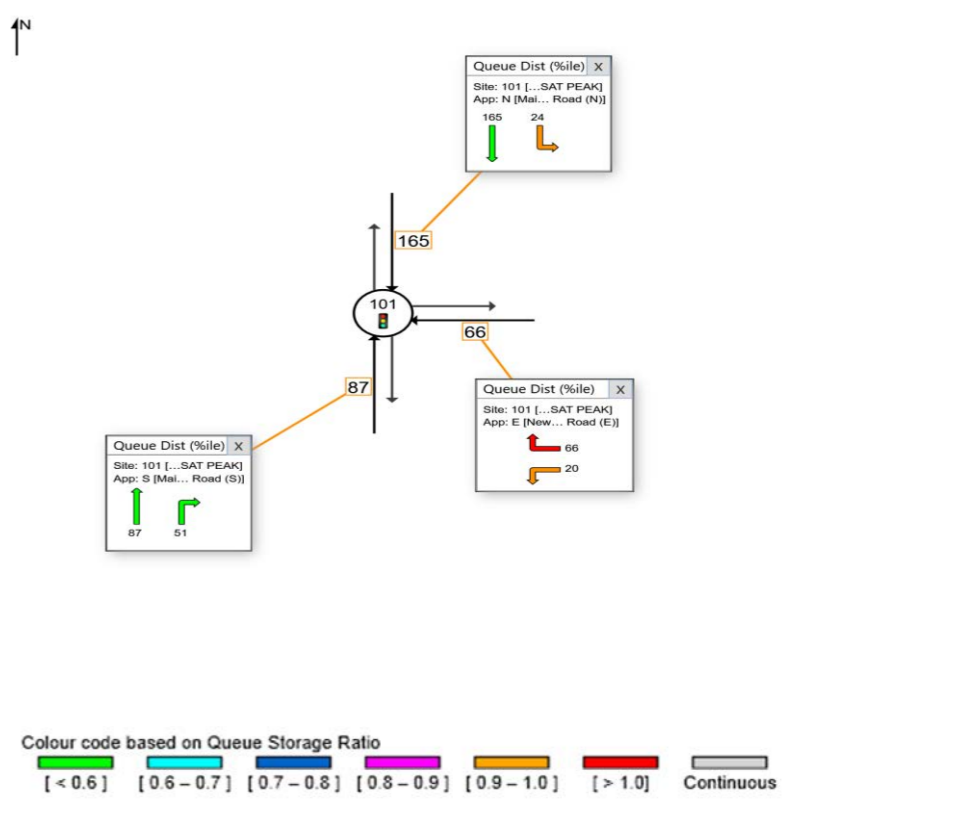 N
Queue Dist (%ile) X
Site: 101 [...SAT PEAK]
App: N [Mai... Road (N)]
165 24
165
101
66
87
Queue Dist (%ile) X
Site: 101 [...SAT PEAK]
App: E [New... Road (E)]
66
20
Queue Dist (%ile) X
Site: 101 [...SAT PEAK]
App: S [Mai... Road (S)]
87 51
Colour code based on Queue Storage Ratio
[ < 0.6 ] [ 0.6 – 0.7 ] [ 0.7 – 0.8 ] [ 0.8 – 0.9 ] [ 0.9 – 1.0 ] [ > 1.0] Continuous